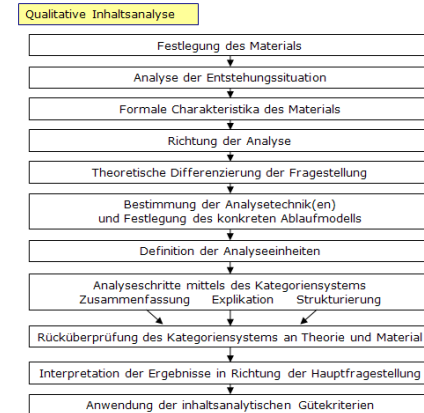 Qualitative Inhaltsanalyse
Festlegung des Materials
Analyse der Entstehungssituation
Formale Charakteristika des Materials
Richtung der Analyse
Theoretische Differenzierung der Fragestellung
Bestimmung der Analysetechnik(en)
und Festlegung des konkreten Ablaufmodells
Definition der Analyseeinheiten
Analyseschritte mittels des Kategoriensystems
Zusammenfassung Explikation Strukturierung
Rücküberprüfung des Kategoriensystems an Theorie und Material
Interpretation der Ergebnisse in Richtung der Hauptfragestellung
Anwendung der inhaltsanalytischen Gütekriterien